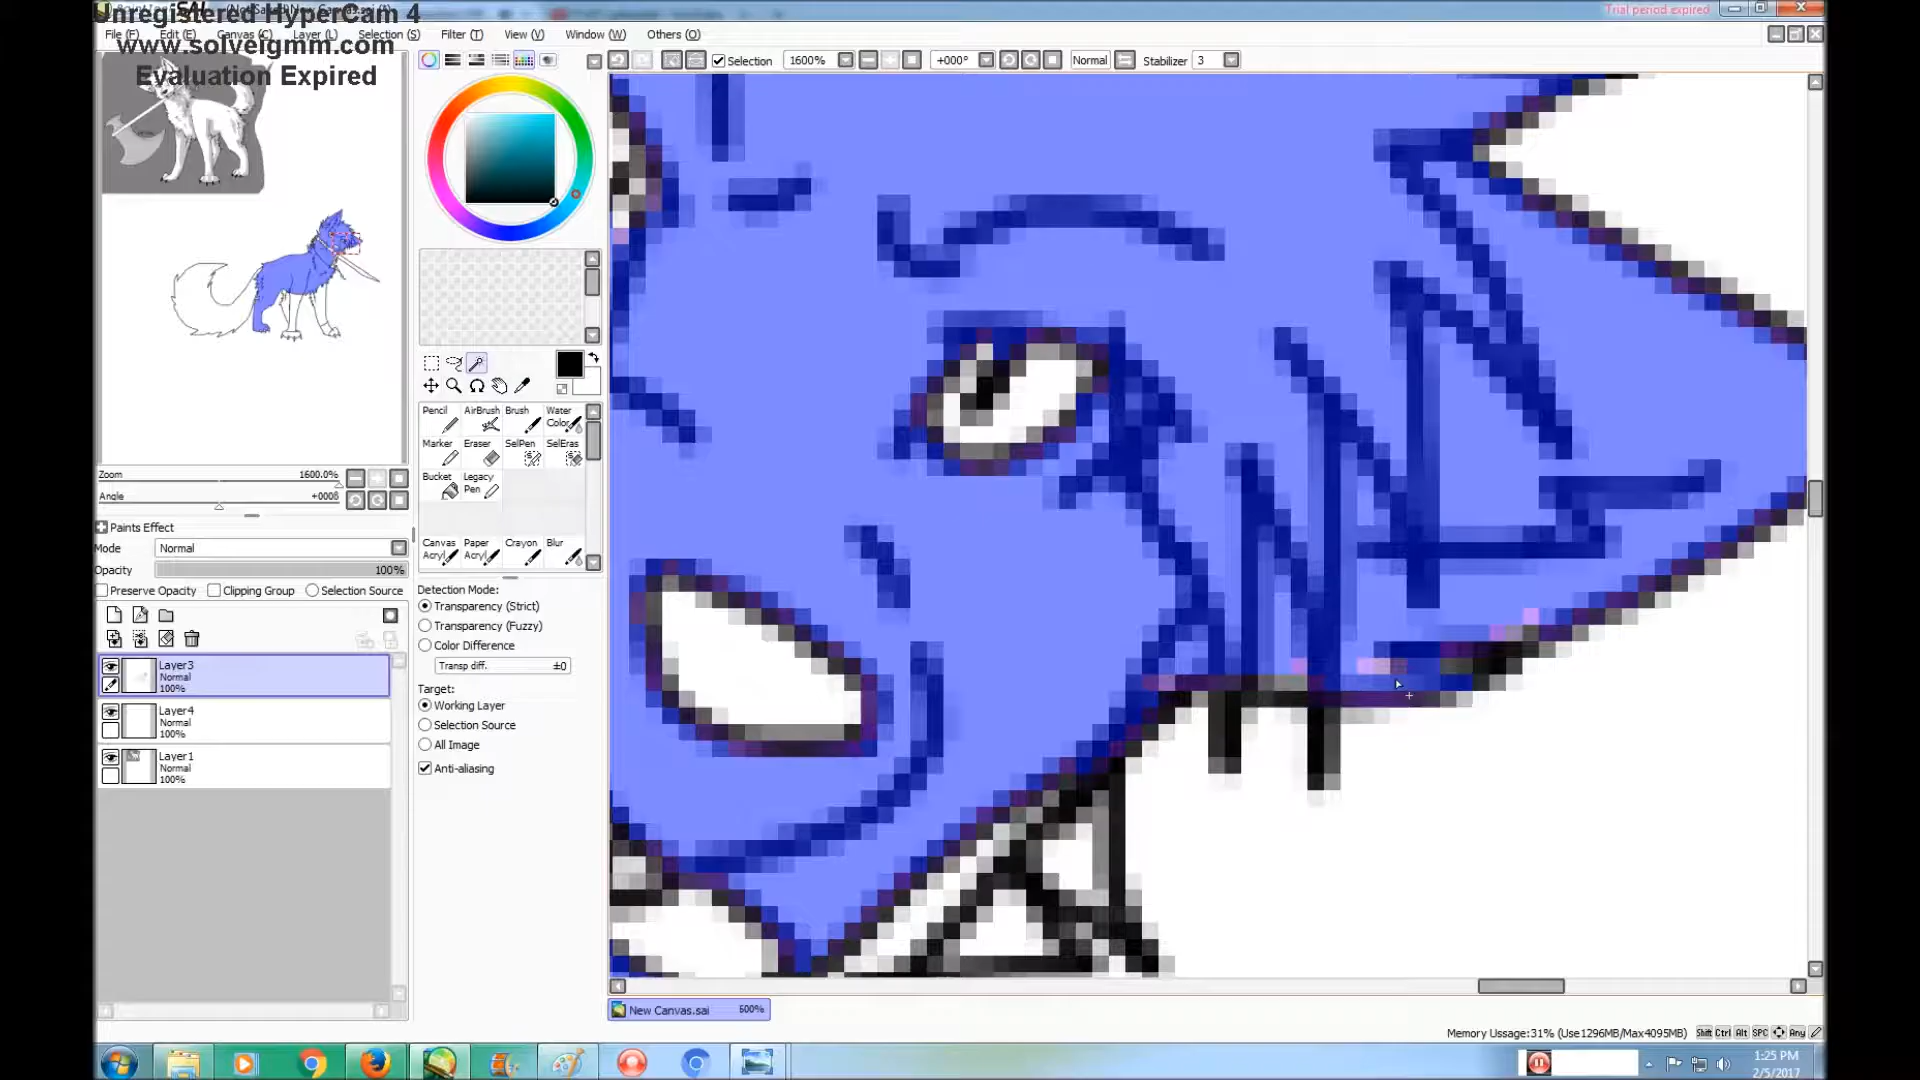 Unregistered HyperCam 4
www.solveigmm.com
Evaluation Expired
Trial period expired
File (F) Edit (E) Canvas (C) Layer (L) Selection (S) Filter (T) View (V) Window (W) Others (O)
Selection 1600% +000° Normal Stabilizer 3
Zoom 1600.0%
Angle
Paints Effect
Mode Normal
Opacity 100%
Preserve Opacity Clipping Group Selection Source
Layer3
Normal
100%
Layer4
Normal
100%
Layer1
Normal
100%
Pencil AirBrush Brush Water Color
Marker Eraser SelPen SelEras
Bucket Legacy Pen
Canvas Acryl Paper Acryl Crayon Blur
Detection Mode:
Transparency (Strict)
Transparency (Fuzzy)
Color Difference
Transp diff. ±0
Target:
Working Layer
Selection Source
All Image
Anti-aliasing
New Canvas.sai 500%
Memory Usage:31% (Use1296MB/Max4095MB) Shift Ctrl Alt SPC Any
1:25 PM
2/5/2017